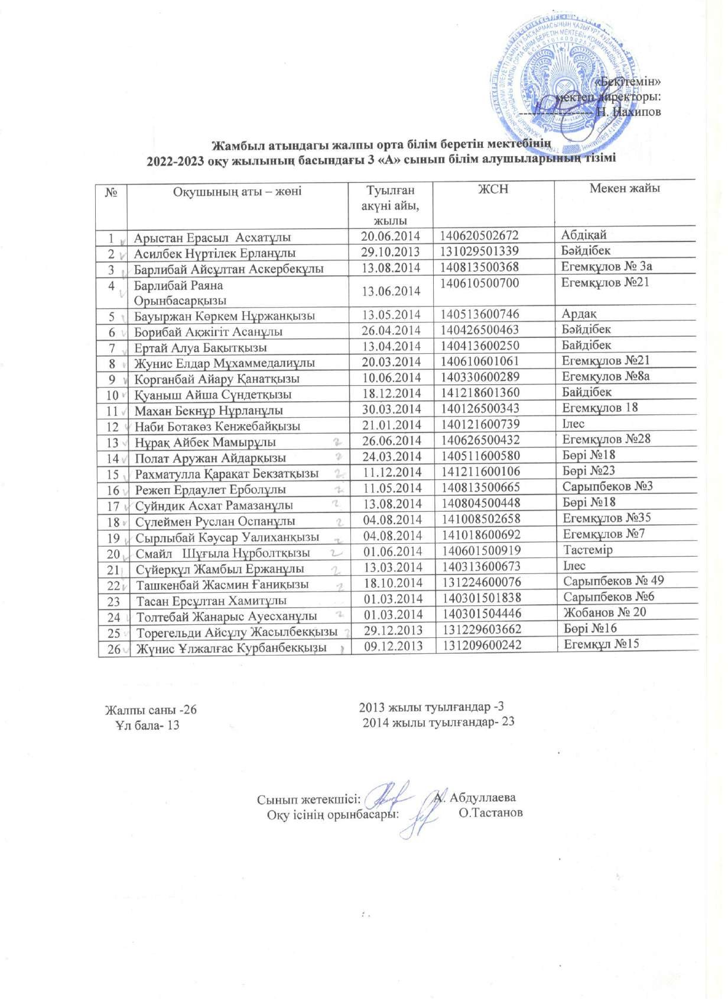 «Бекітемін»
мектеп директоры:
------------------ Н. Нахипов
Жамбыл атындагы жалпы орта білім беретін мектебінің
2022-2023 оқу жылының басындағы 3 «А» сынып білім алушыларының тізімі
№ Оқушының аты – жөні Туылған акүні айы, жылы ЖСН Мекен жайы
1 Арыстан Ерасыл Асхатұлы 20.06.2014 140620502672 Абдіқай
2 Асилбек Нүртілек Ерланұлы 29.10.2013 131029501339 Бәйдібек
3 Барлибай Айсұлтан Аскербекұлы 13.08.2014 140813500368 Егемқұлов № 3а
4 Барлибай Раяна Орынбасарқызы 13.06.2014 140610500700 Егемқұлов №21
5 Бауыржан Көркем Нұржанқызы 13.05.2014 140513600746 Ардақ
6 Борибай Ақжігіт Асанұлы 26.04.2014 140426500463 Бәйдібек
7 Ертай Алуа Бақытқызы 13.04.2014 140413600250 Байдібек
8 Жунис Елдар Мұхаммедалиұлы 20.03.2014 140610601061 Егемқұлов №21
9 Корганбай Айару Қанатқызы 10.06.2014 140330600289 Егемқулов №8а
10 Қуаныш Айша Сүндетқызы 18.12.2014 141218601360 Байдібек
11 Махан Бекнұр Нұрланұлы 30.03.2014 140126500343 Егемқұлов 18
12 Наби Ботакөз Кенжебайқызы 21.01.2014 140121600739 Ілес
13 Нұрақ Айбек Мамырұлы 26.06.2014 140626500432 Егемқұлов №28
14 Полат Аружан Айдарқызы 24.03.2014 140511600580 Бөрі №18
15 Рахматулла Қарақат Бекзатқызы 11.12.2014 141211600106 Бөрі №23
16 Режеп Ердаулет Ерболұлы 11.05.2014 140813500665 Сарыпбеков №3
17 Суйндик Асхат Рамазанұлы 13.08.2014 140804500448 Бөрі №18
18 Сүлеймен Руслан Оспанұлы 04.08.2014 141008502658 Егемқұлов №35
19 Сырлыбай Кәусар Уалиханқызы 04.08.2014 141018600692 Егемқұлов №7
20 Смайл Шұғыла Нұрболтқызы 01.06.2014 140601500919 Тастемір
21 Сүйерқұл Жамбыл Ержанұлы 13.03.2014 140313600673 Ілес
22 Ташкенбай Жасмин Ғаниқызы 18.10.2014 131224600076 Сарыпбеков № 49
23 Тасан Ерсұлтан Хамитұлы 01.03.2014 140301501838 Сарыпбеков №6
24 Толтебай Жанарыс Ауесханұлы 01.03.2014 140301504446 Жобанов № 20
25 Торегельди Айсұлу Жасылбекқызы 29.12.2013 131229603662 Бөрі №16
26 Жүнис Ұлжалғас Курбанбекқызы 09.12.2013 131209600242 Егемқұл №15
Жалпы саны -26 2013 жылы туылғандар -3
Ұл бала- 13 2014 жылы туылғандар- 23
Сынып жетекшісі: А. Абдуллаева
Оқу ісінің орынбасары: О.Тастанов